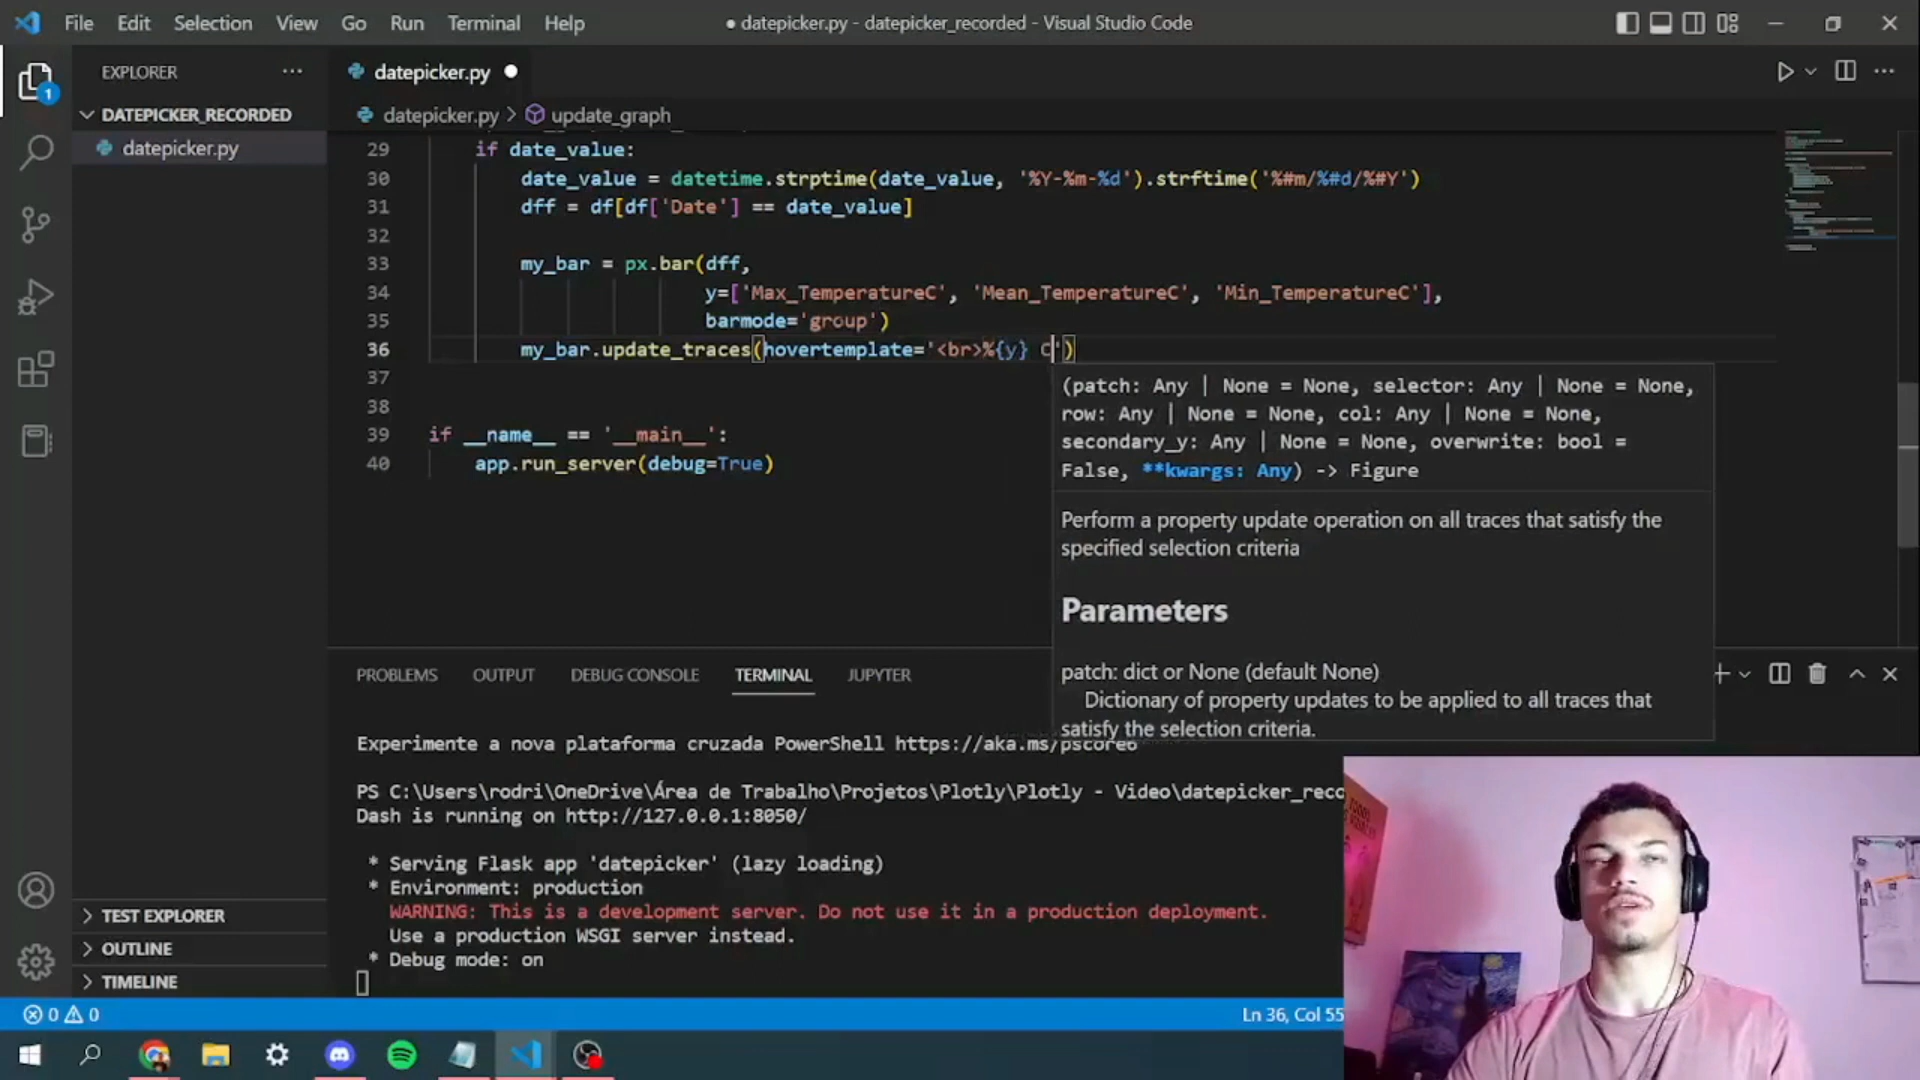 File Edit Selection View Go Run Terminal Help
● datepicker.py - datepicker_recorded - Visual Studio Code
EXPLORER
datepicker.py
DATEPICKER_RECORDED
datepicker.py > update_graph
datepicker.py
29 if date_value:
30 date_value = datetime.strptime(date_value, '%Y-%m-%d').strftime('%#m/%#d/%#Y')
31 dff = df[df['Date'] == date_value]
32
33 my_bar = px.bar(dff,
34 y=['Max_TemperatureC', 'Mean_TemperatureC', 'Min_TemperatureC'],
35 barmode='group')
36 my_bar.update_traces(hovertemplate='<br>%{y} C')
37
38
39 if __name__ == '__main__':
40 app.run_server(debug=True)
(patch: Any | None = None, selector: Any | None = None,
row: Any | None = None, col: Any | None = None,
secondary_y: Any | None = None, overwrite: bool =
False, **kwargs: Any) -> Figure
Perform a property update operation on all traces that satisfy the
specified selection criteria
Parameters
patch: dict or None (default None)
Dictionary of property updates to be applied to all traces that
satisfy the selection criteria.
PROBLEMS OUTPUT DEBUG CONSOLE TERMINAL JUPYTER
Experimente a nova plataforma cruzada PowerShell https://aka.ms/pscore6
PS C:\Users\rodri\OneDrive\Área de Trabalho\Projetos\Plotly\Plotly - Video\datepicker_reco
Dash is running on http://127.0.0.1:8050/
* Serving Flask app 'datepicker' (lazy loading)
* Environment: production
WARNING: This is a development server. Do not use it in a production deployment.
Use a production WSGI server instead.
* Debug mode: on
TEST EXPLORER
OUTLINE
TIMELINE
0 0
Ln 36, Col 55
1